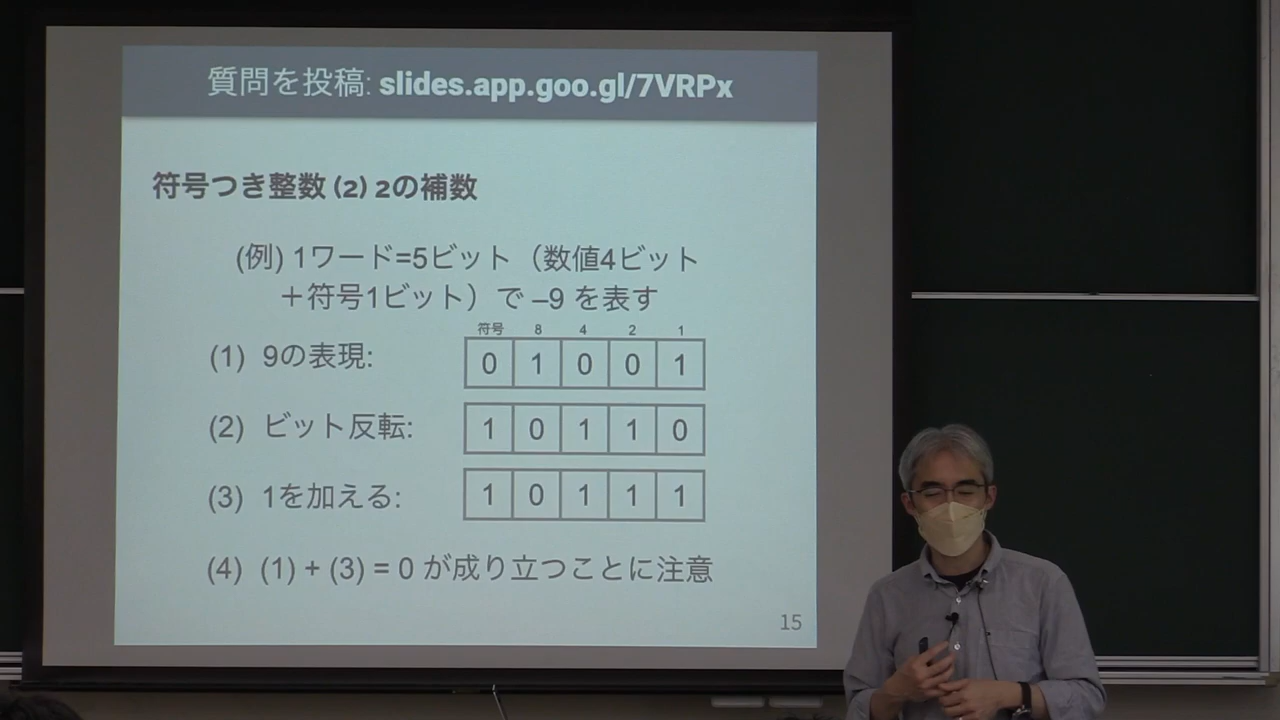 質問を投稿: slides.app.goo.gl/7VRPx
符号つき整数 (2) 2の補数
(例) 1ワード=5ビット（数値4ビット
＋符号1ビット）で –9 を表す
符号 8 4 2 1
(1) 9の表現: 0 1 0 0 1
(2) ビット反転: 1 0 1 1 0
(3) 1を加える: 1 0 1 1 1
(4) (1) + (3) = 0 が成り立つことに注意
15